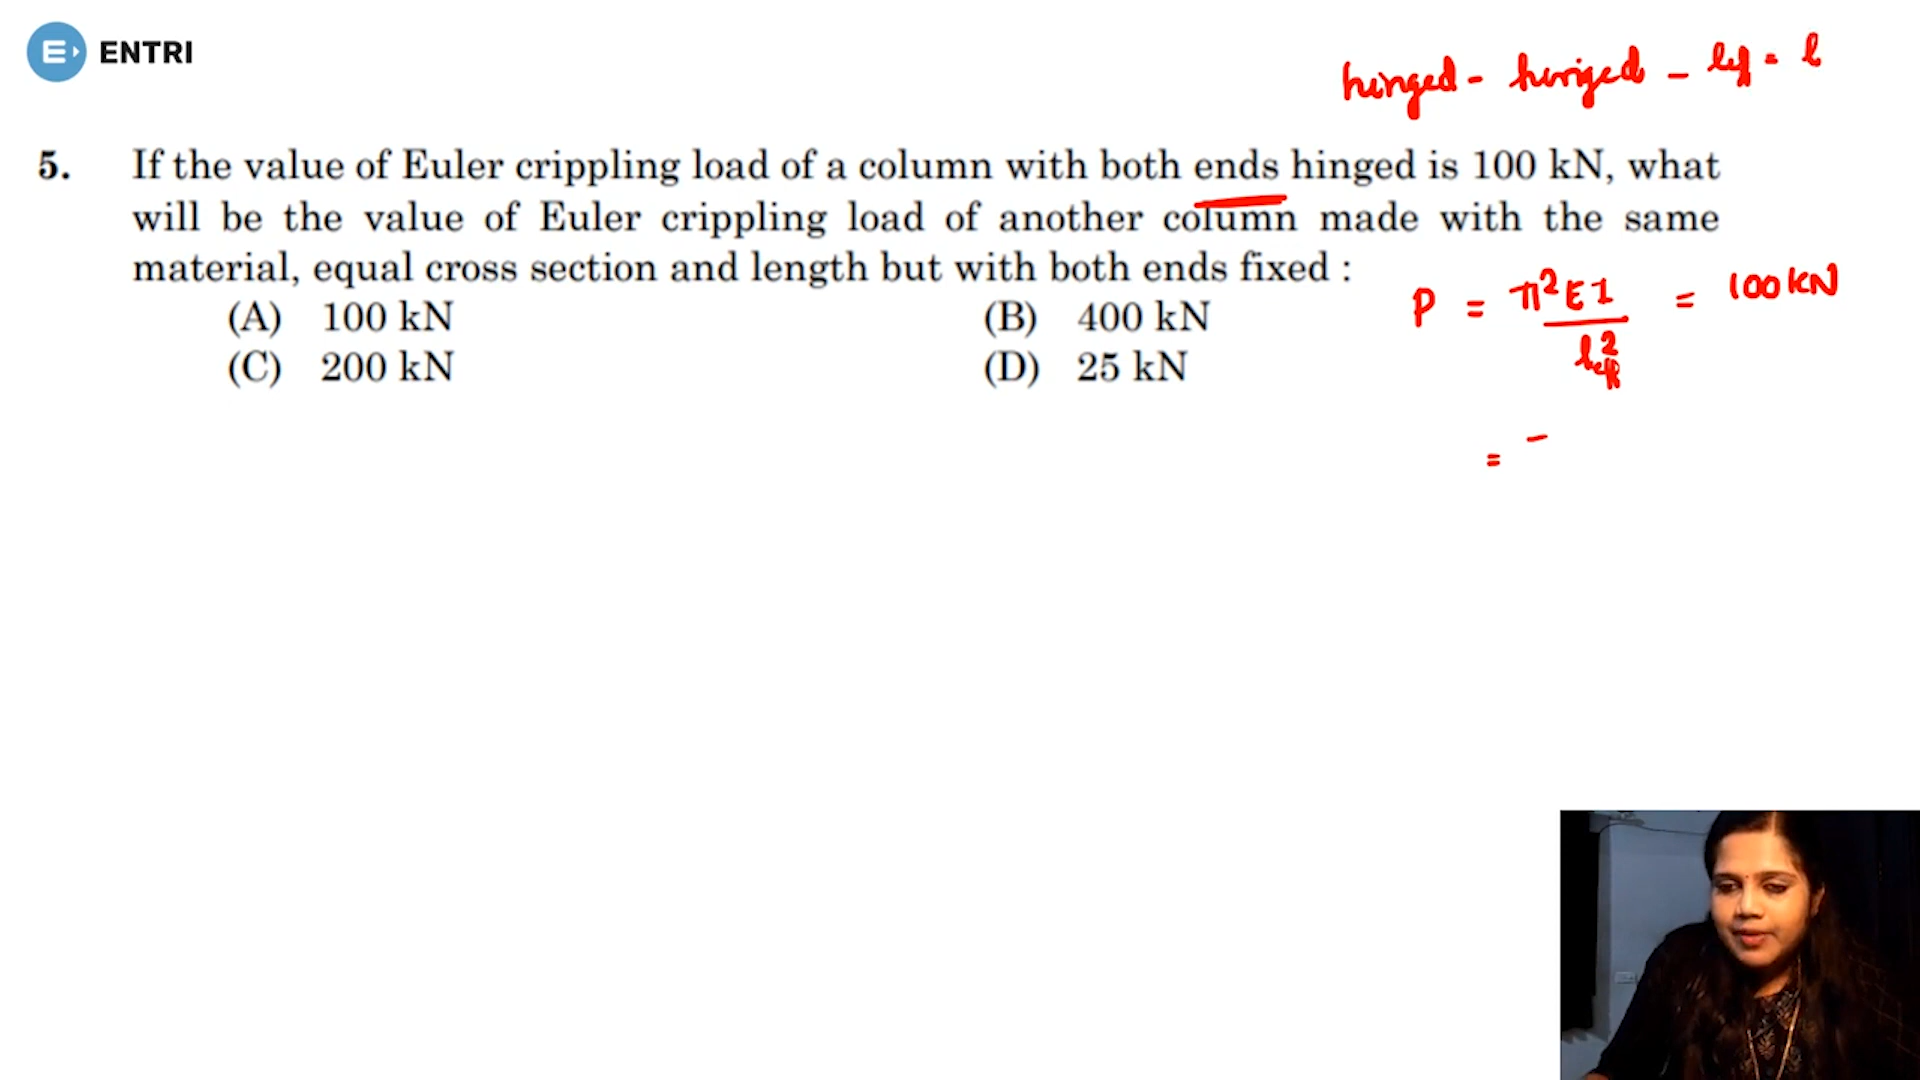 ENTRI
hinged - hinged - leff = l
5. If the value of Euler crippling load of a column with both ends hinged is 100 kN, what
will be the value of Euler crippling load of another column made with the same
material, equal cross section and length but with both ends fixed :
(A) 100 kN (B) 400 kN
(C) 200 kN (D) 25 kN
P = π²EI / l²eff = 100KN
=